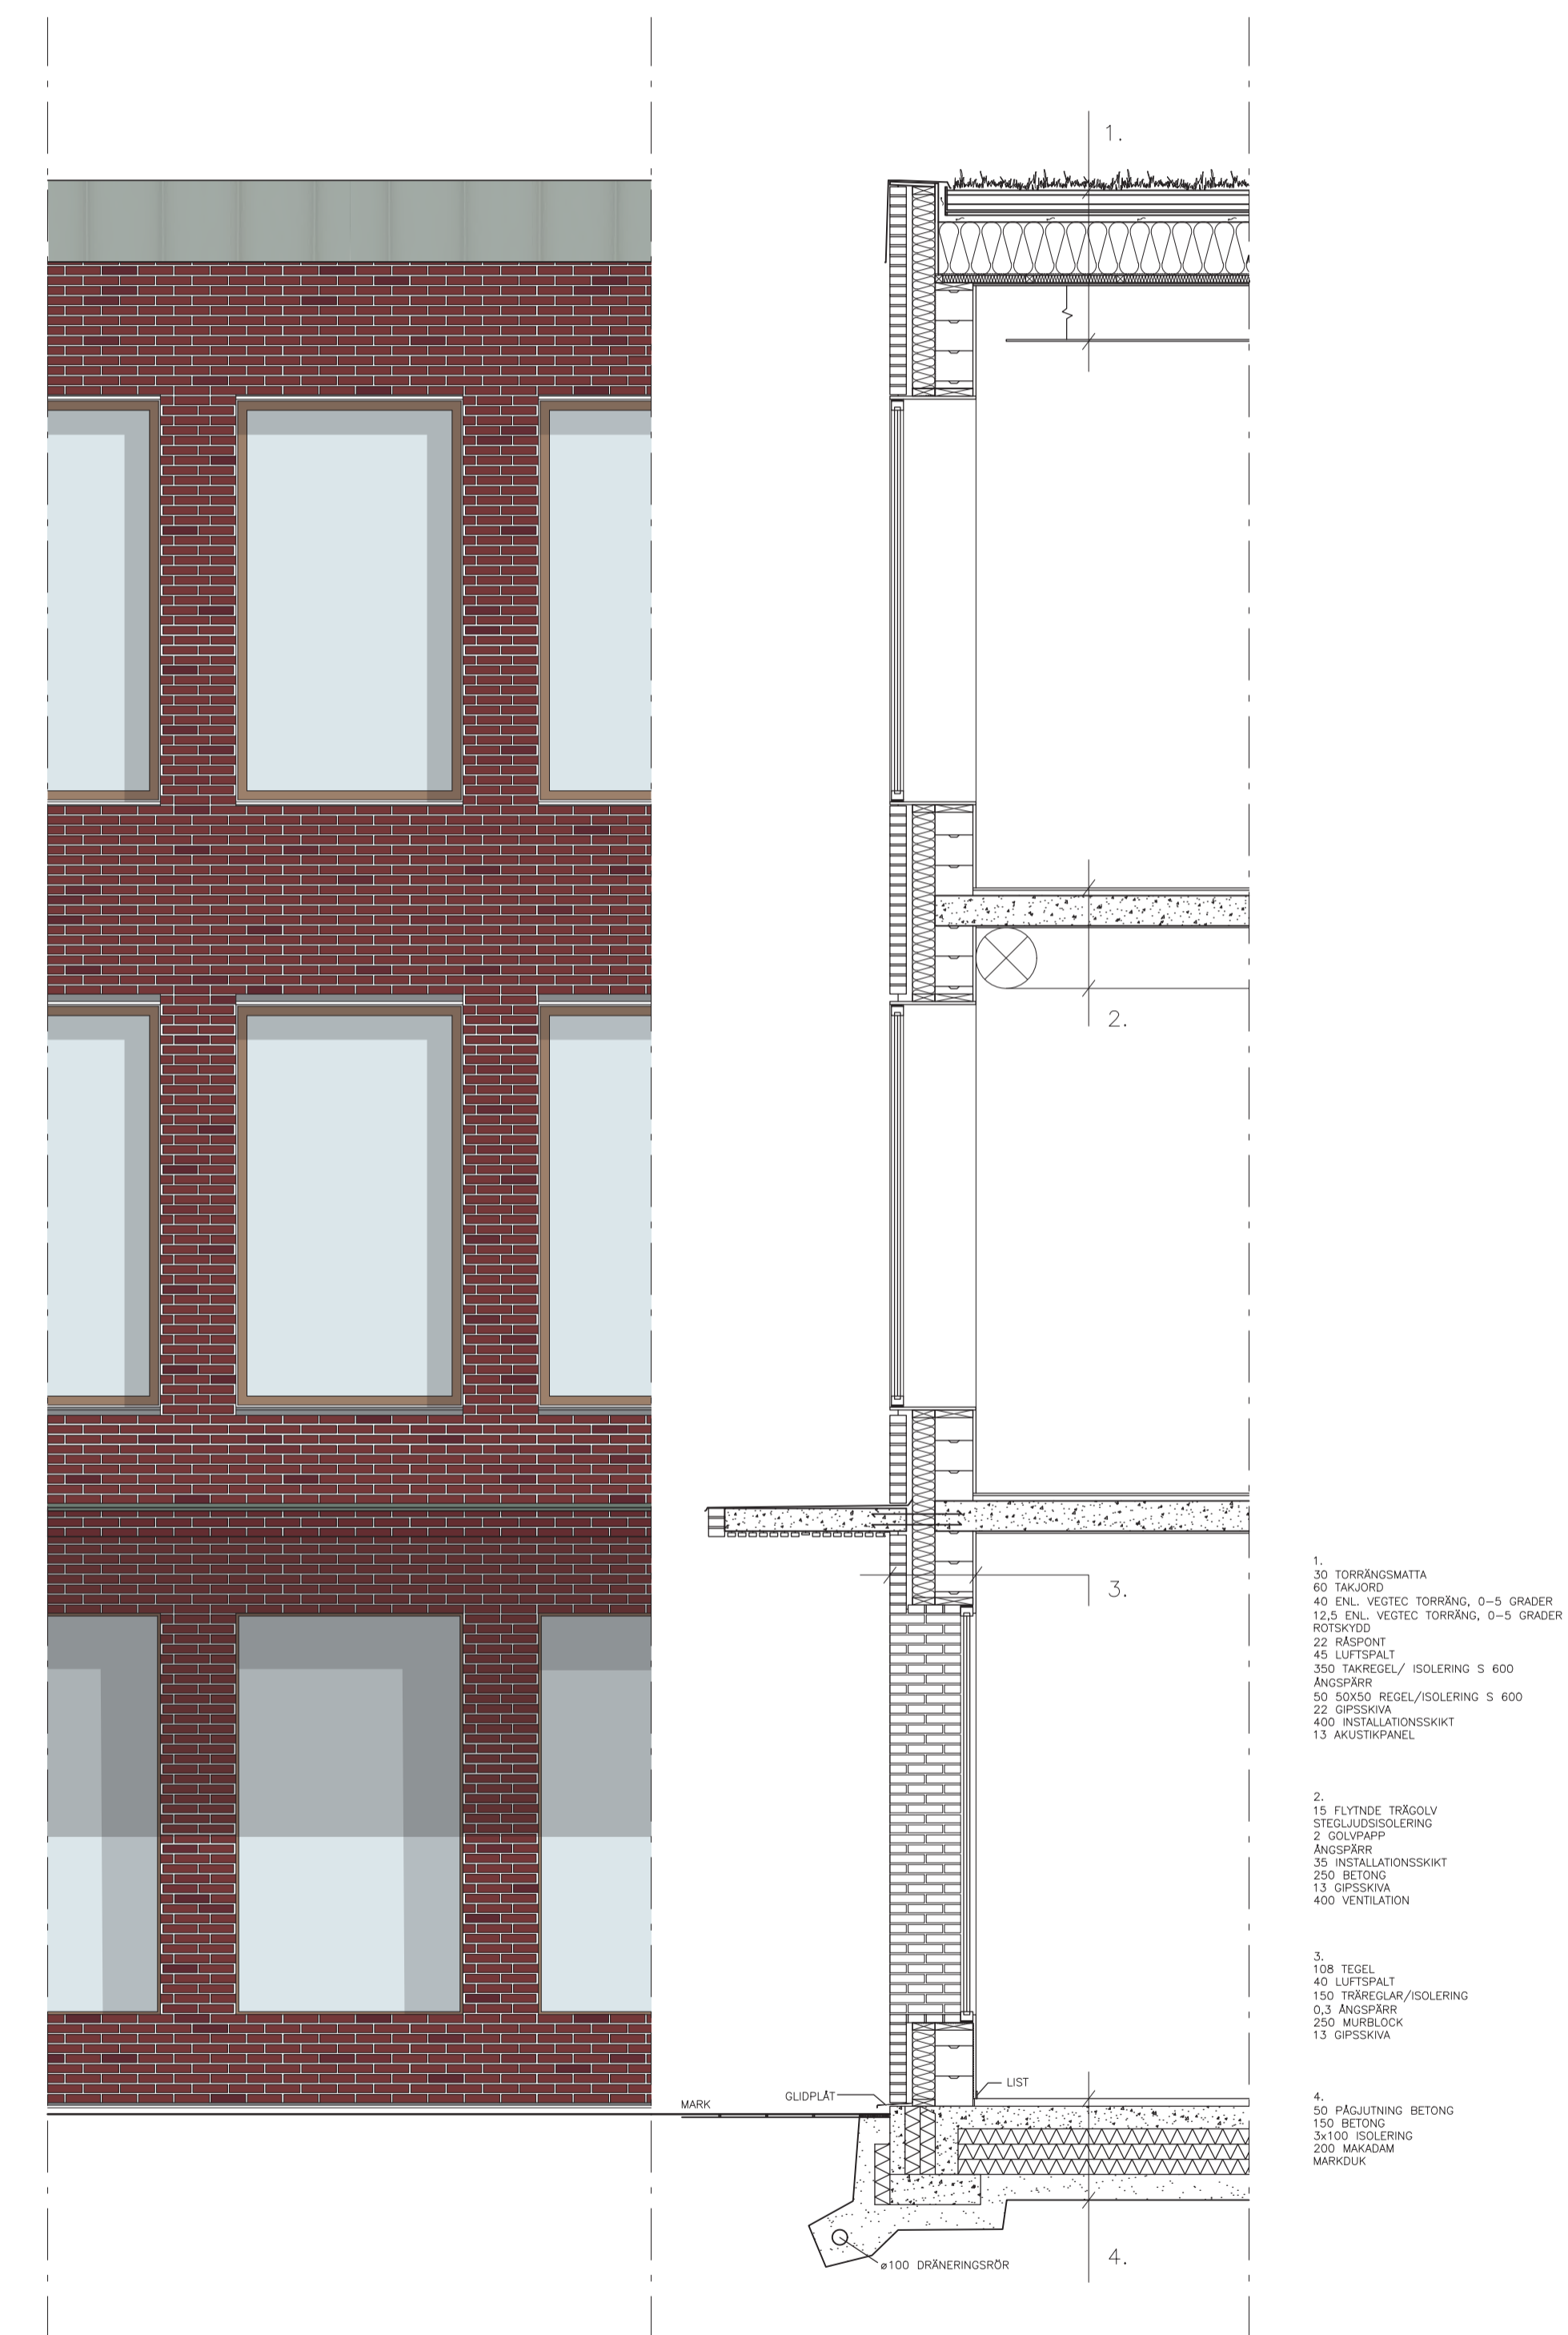 1.
2.
3.
MARK
GLIDPLÅT
LIST
ø100 DRÄNERINGSRÖR
4.
1.
30 TORRÄNGSMATTA
60 TAKJORD
40 ENL. VEGTEC TORRÄNG, 0-5 GRADER
12,5 ENL. VEGTEC TORRÄNG, 0-5 GRADER
ROTSKYDD
22 RÅSPONT
45 LUFTSPALT
350 TAKREGEL/ ISOLERING S 600
ÅNGSPÄRR
50 50X50 REGEL/ISOLERING S 600
22 GIPSSKIVA
400 INSTALLATIONSSKIKT
13 AKUSTIKPANEL
2.
15 FLYTNDE TRÄGOLV
STEGLJUDSISOLERING
2 GOLVPAPP
ÅNGSPÄRR
35 INSTALLATIONSSKIKT
250 BETONG
13 GIPSSKIVA
400 VENTILATION
3.
108 TEGEL
40 LUFTSPALT
150 TRÄREGLAR/ISOLERING
0,3 ÅNGSPÄRR
250 MURBLOCK
13 GIPSSKIVA
4.
50 PÅGJUTNING BETONG
150 BETONG
3x100 ISOLERING
200 MAKADAM
MARKDUK